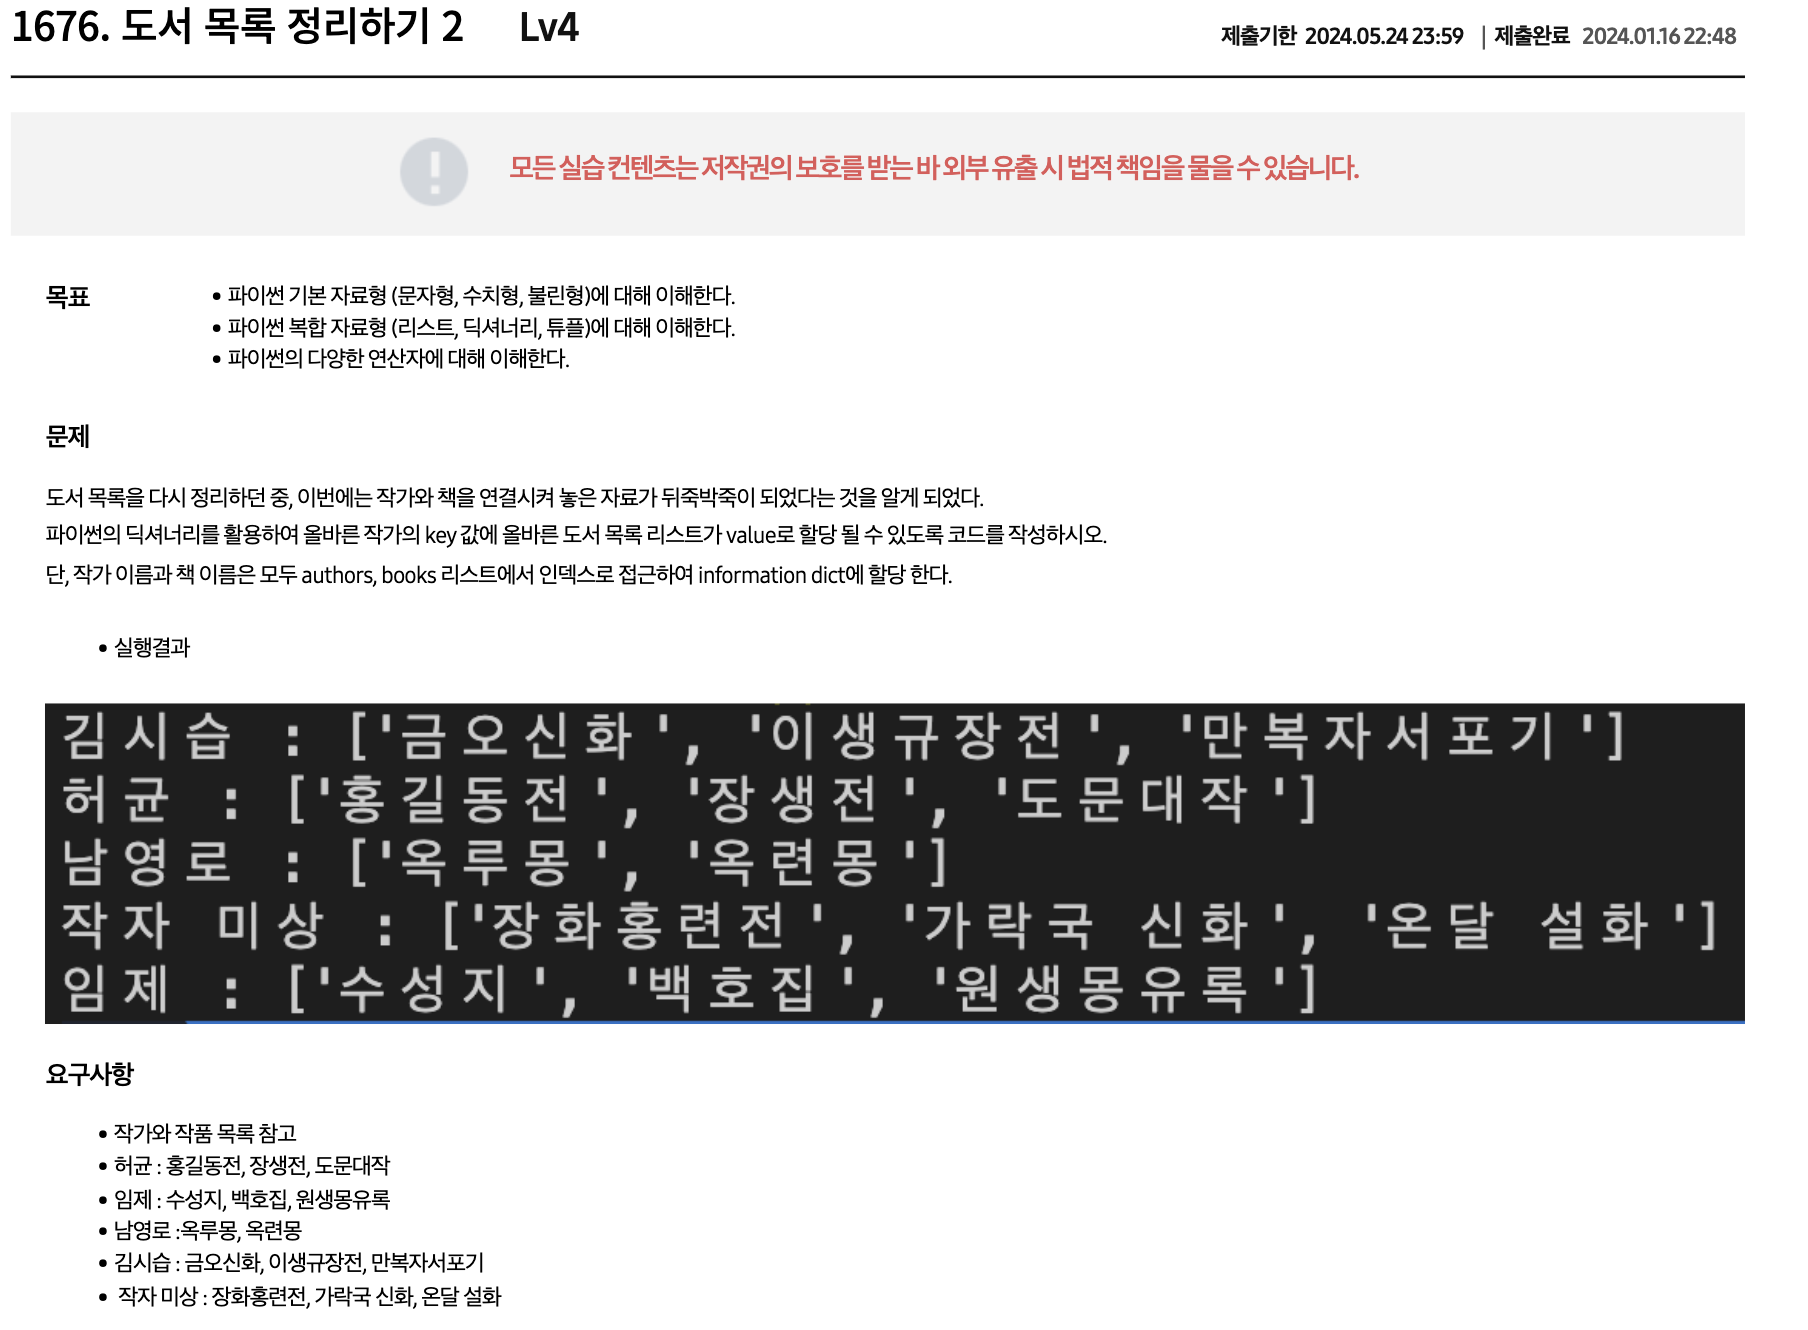 1676. 도서 목록 정리하기 2 Lv4
제출기한 2024.05.24 23:59 | 제출완료 2024.01.16 22:48
모든 실습 컨텐츠는 저작권의 보호를 받는 바 외부 유출 시 법적 책임을 물을 수 있습니다.
목표
• 파이썬 기본 자료형 (문자형, 수치형, 불린형)에 대해 이해한다.
• 파이썬 복합 자료형 (리스트, 딕셔너리, 튜플)에 대해 이해한다.
• 파이썬의 다양한 연산자에 대해 이해한다.
문제
도서 목록을 다시 정리하던 중, 이번에는 작가와 책을 연결시켜 놓은 자료가 뒤죽박죽이 되었다는 것을 알게 되었다.
파이썬의 딕셔너리를 활용하여 올바른 작가의 key 값에 올바른 도서 목록 리스트가 value로 할당 될 수 있도록 코드를 작성하시오.
단, 작가 이름과 책 이름은 모두 authors, books 리스트에서 인덱스로 접근하여 information dict에 할당 한다.
• 실행결과
김시습 : ['금오신화', '이생규장전', '만복자서포기']
허균 : ['홍길동전', '장생전', '도문대작']
남영로 : ['옥루몽', '옥련몽']
작자 미상 : ['장화홍련전', '가락국 신화', '온달 설화']
임제 : ['수성지', '백호집', '원생몽유록']
요구사항
• 작가와 작품 목록 참고
• 허균 : 홍길동전, 장생전, 도문대작
• 임제 : 수성지, 백호집, 원생몽유록
• 남영로 :옥루몽, 옥련몽
• 김시습 : 금오신화, 이생규장전, 만복자서포기
• 작자 미상 : 장화홍련전, 가락국 신화, 온달 설화